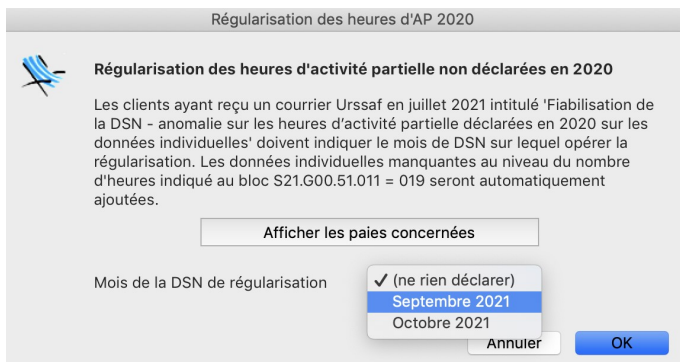 Régularisation des heures d'AP 2020
Régularisation des heures d'activité partielle non déclarées en 2020
Les clients ayant reçu un courrier Urssaf en juillet 2021 intitulé 'Fiabilisation de
la DSN - anomalie sur les heures d’activité partielle déclarées en 2020 sur les
données individuelles' doivent indiquer le mois de DSN sur lequel opérer la
régularisation. Les données individuelles manquantes au niveau du nombre
d'heures indiqué au bloc S21.G00.51.011 = 019 seront automatiquement
ajoutées.
Afficher les paies concernées
Mois de la DSN de régularisation
✓ (ne rien déclarer)
Septembre 2021
Octobre 2021
Annuler
OK